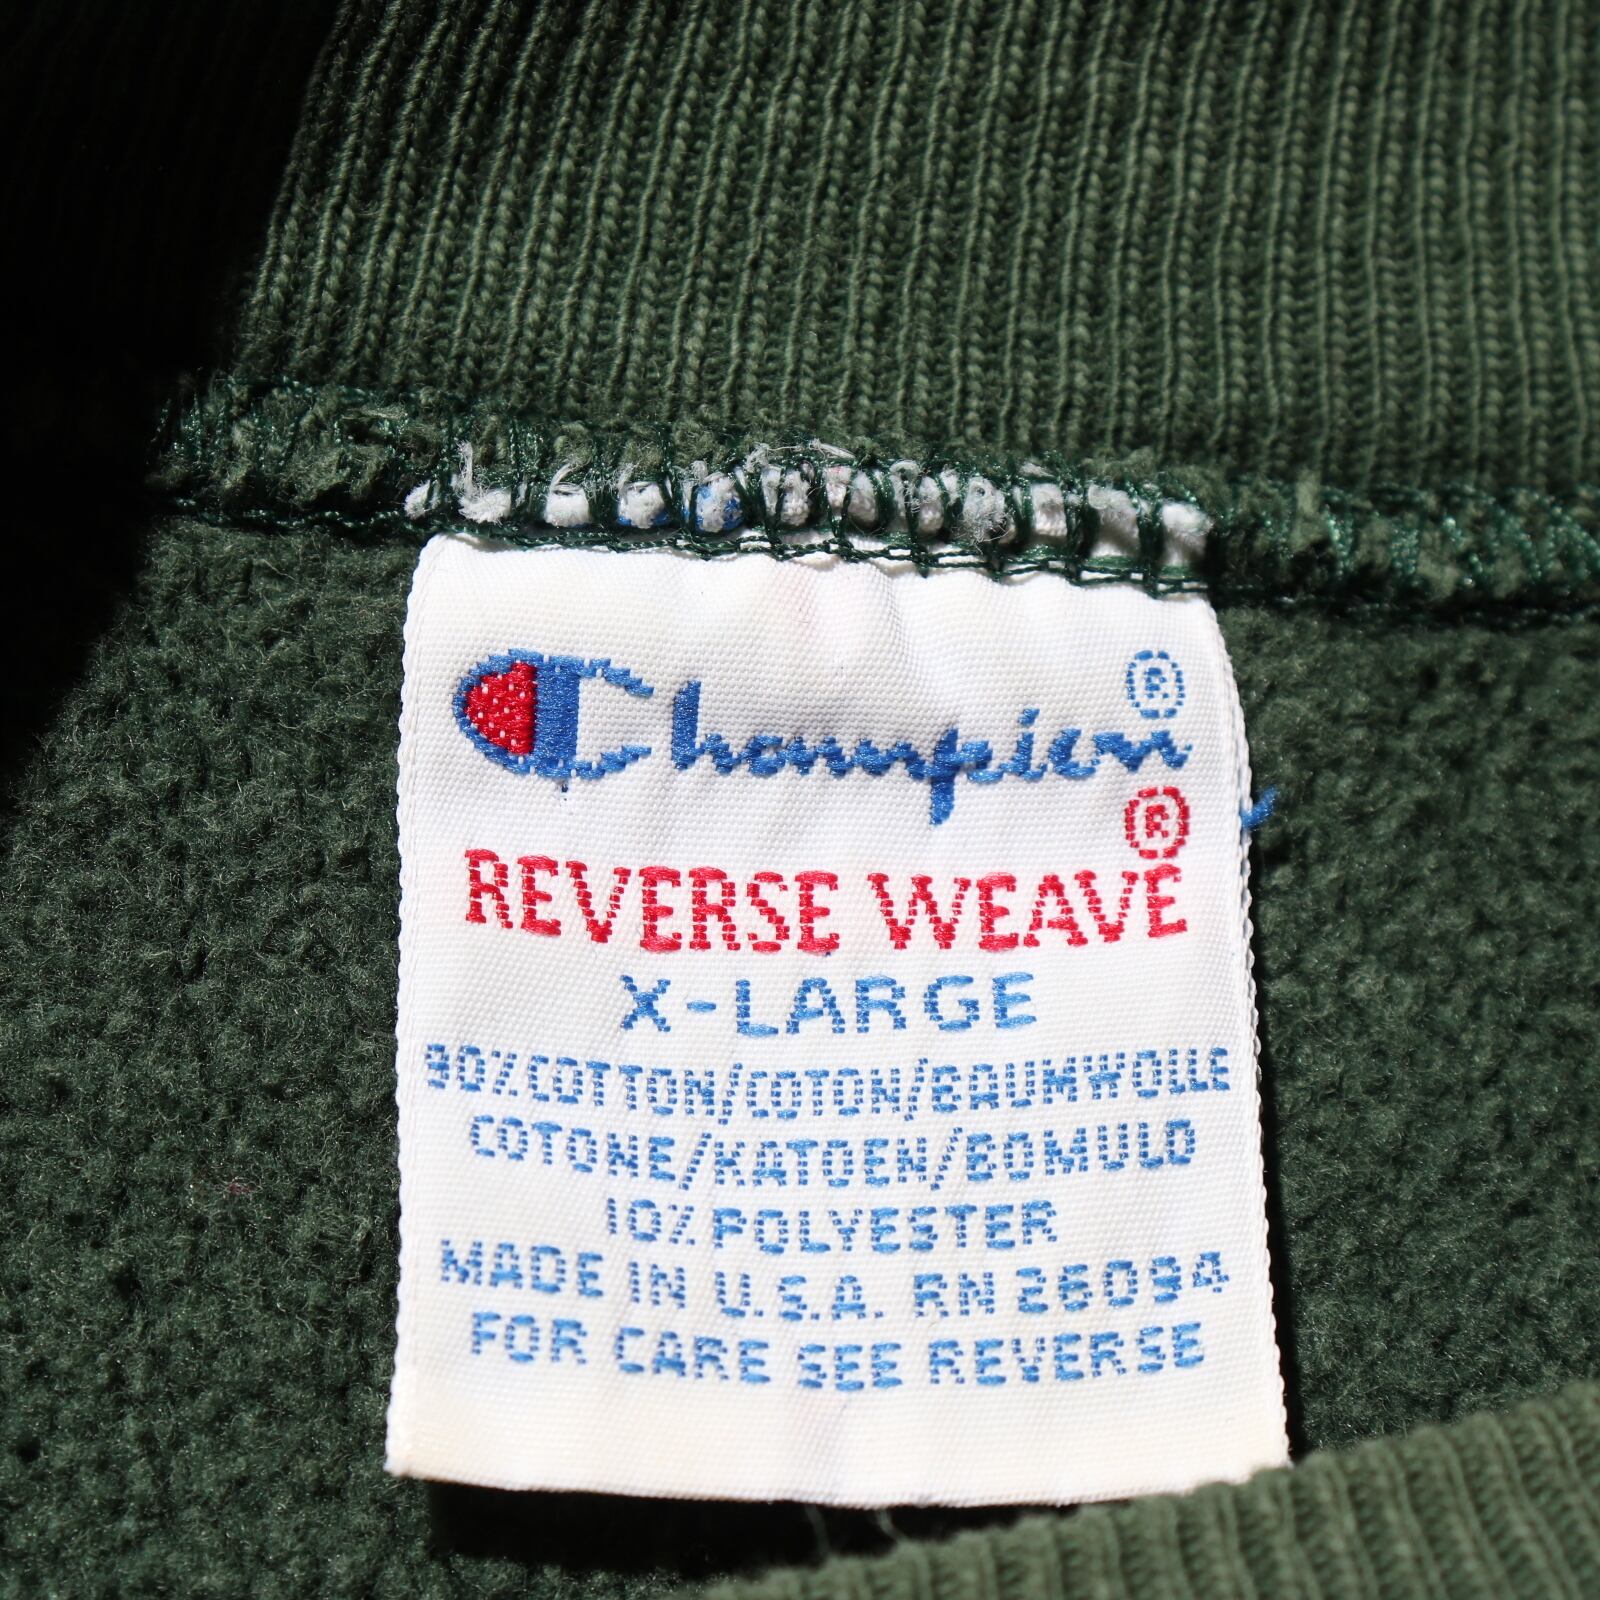 Champion®
REVERSE WEAVE®
X-LARGE
90% COTTON/COTON/BAUMWOLLE
COTONE/KATOEN/BOMULD
10% POLYESTER
MADE IN U.S.A. RN 26094
FOR CARE SEE REVERSE